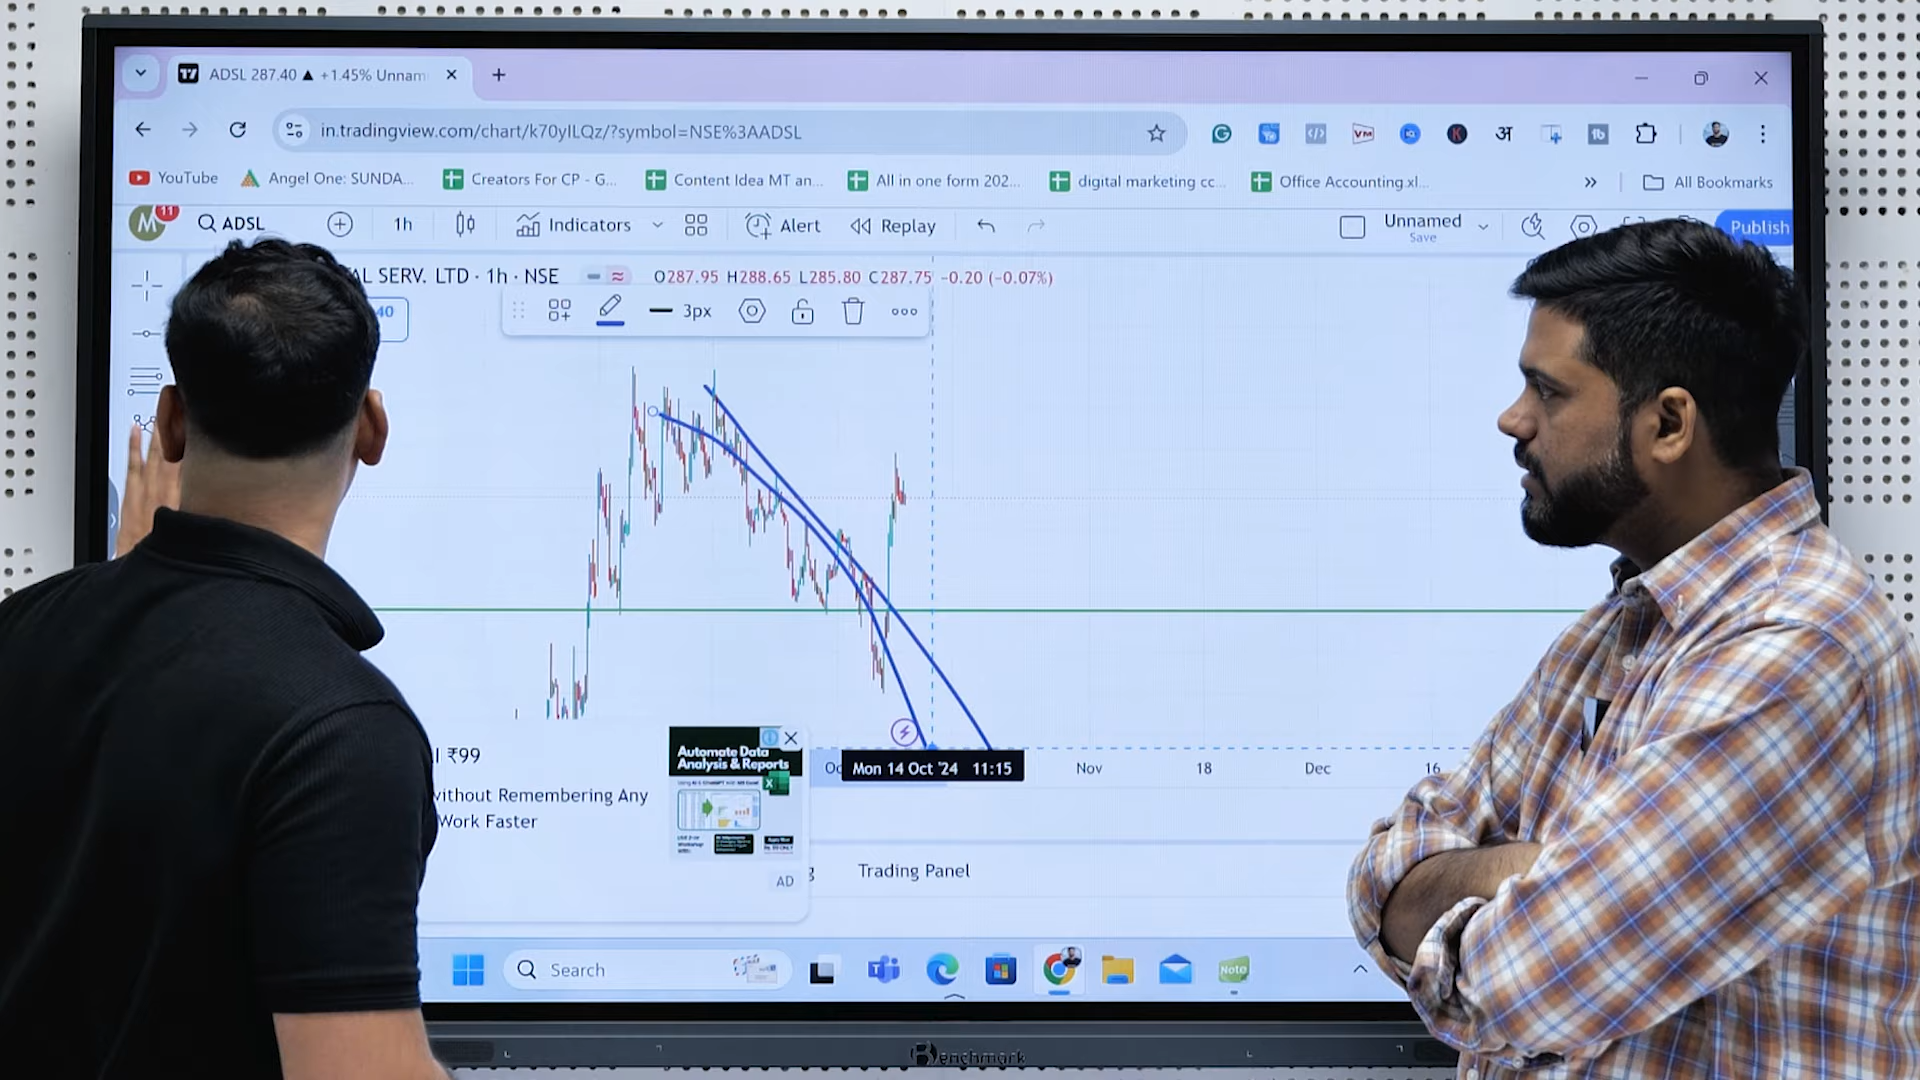 ADSL 287.40 ▲ +1.45% Unnam
in.tradingview.com/chart/k70yILQz/?symbol=NSE%3AADSL
YouTube Angel One: SUNDA... Creators For CP - G... Content Idea MT an... All in one form 202... digital marketing cc... Office Accounting.xl... » All Bookmarks
M 11 ADSL 1h Indicators Alert Replay Unnamed Save Publish
AL SERV. LTD · 1h · NSE O287.95 H288.65 L285.80 C287.75 −0.20 (−0.07%)
40 3px
₹99
Automate Data
Analysis & Reports
without Remembering Any
Work Faster
AD
Mon 14 Oct '24 11:15 Nov 18 Dec 16
Trading Panel
Search
Note
Benchmark